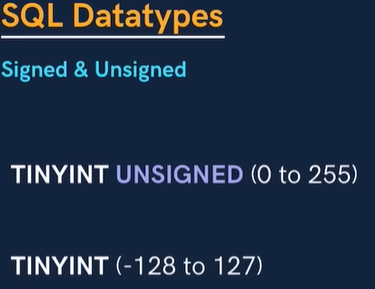 SQL Datatypes
Signed & Unsigned
TINYINT UNSIGNED (0 to 255)
TINYINT (-128 to 127)